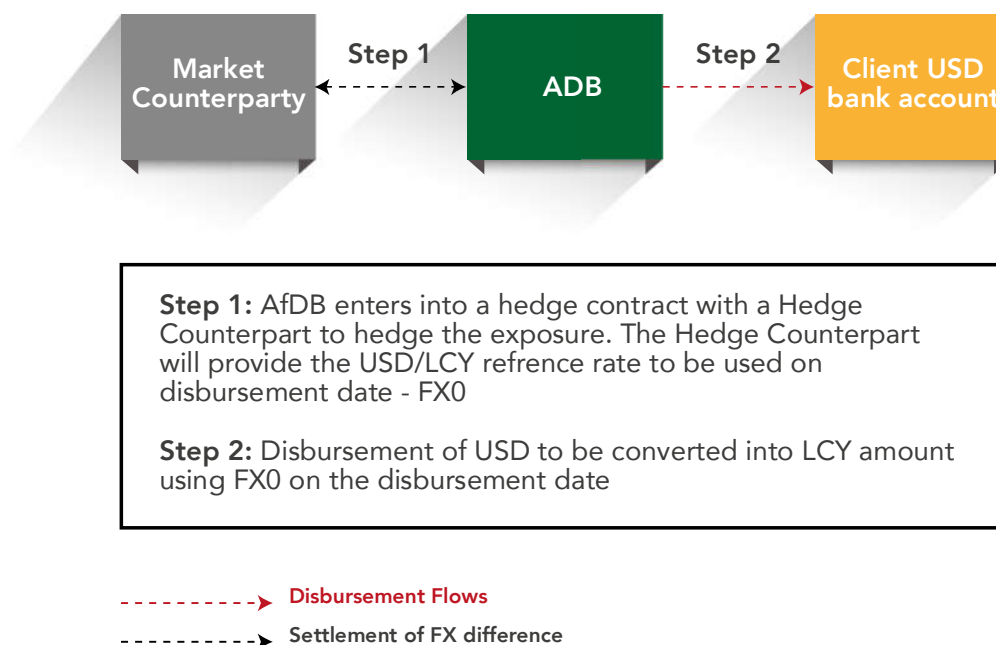 Market
Counterparty
Step 1
ADB
Step 2
Client USD
bank account
Step 1: AfDB enters into a hedge contract with a Hedge
Counterpart to hedge the exposure. The Hedge Counterpart
will provide the USD/LCY refrence rate to be used on
disbursement date - FX0
Step 2: Disbursement of USD to be converted into LCY amount
using FX0 on the disbursement date
Disbursement Flows
Settlement of FX difference